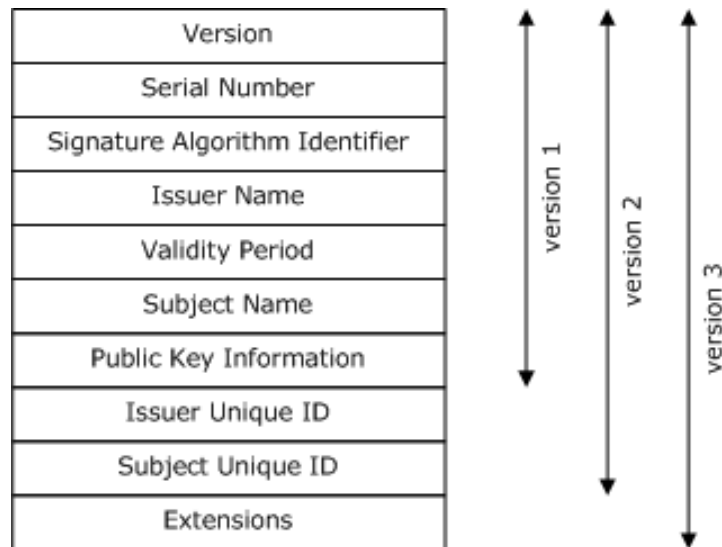 Version
Serial Number
Signature Algorithm Identifier
Issuer Name
Validity Period
Subject Name
Public Key Information
Issuer Unique ID
Subject Unique ID
Extensions
version 1
version 2
version 3